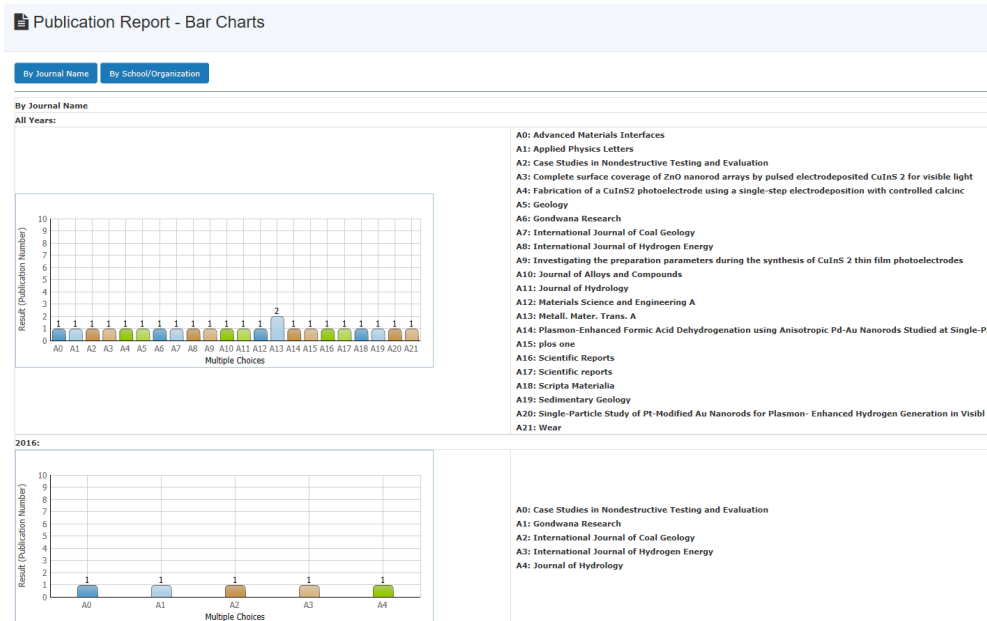 Publication Report - Bar Charts
By Journal Name
By School/Organization
By Journal Name
All Years:
Result (Publication Number)
10
9
8
7
6
5
4
3
2
1
0
1 1 1 1 1 1 1 1 1 1 1 1 1 2 1 1 1 1 1 1 1 1
A0 A1 A2 A3 A4 A5 A6 A7 A8 A9 A10 A11 A12 A13 A14 A15 A16 A17 A18 A19 A20 A21
Multiple Choices
A0: Advanced Materials Interfaces
A1: Applied Physics Letters
A2: Case Studies in Nondestructive Testing and Evaluation
A3: Complete surface coverage of ZnO nanorod arrays by pulsed electrodeposited CuInS 2 for visible light
A4: Fabrication of a CuInS2 photoelectrode using a single-step electrodeposition with controlled calcinc
A5: Geology
A6: Gondwana Research
A7: International Journal of Coal Geology
A8: International Journal of Hydrogen Energy
A9: Investigating the preparation parameters during the synthesis of CuInS 2 thin film photoelectrodes
A10: Journal of Alloys and Compounds
A11: Journal of Hydrology
A12: Materials Science and Engineering A
A13: Metall. Mater. Trans. A
A14: Plasmon-Enhanced Formic Acid Dehydrogenation using Anisotropic Pd-Au Nanorods Studied at Single-P
A15: plos one
A16: Scientific Reports
A17: Scientific reports
A18: Scripta Materialia
A19: Sedimentary Geology
A20: Single-Particle Study of Pt-Modified Au Nanorods for Plasmon- Enhanced Hydrogen Generation in Visibl
A21: Wear
2016:
Result (Publication Number)
10
9
8
7
6
5
4
3
2
1
0
1 1 1 1 1
A0 A1 A2 A3 A4
Multiple Choices
A0: Case Studies in Nondestructive Testing and Evaluation
A1: Gondwana Research
A2: International Journal of Coal Geology
A3: International Journal of Hydrogen Energy
A4: Journal of Hydrology